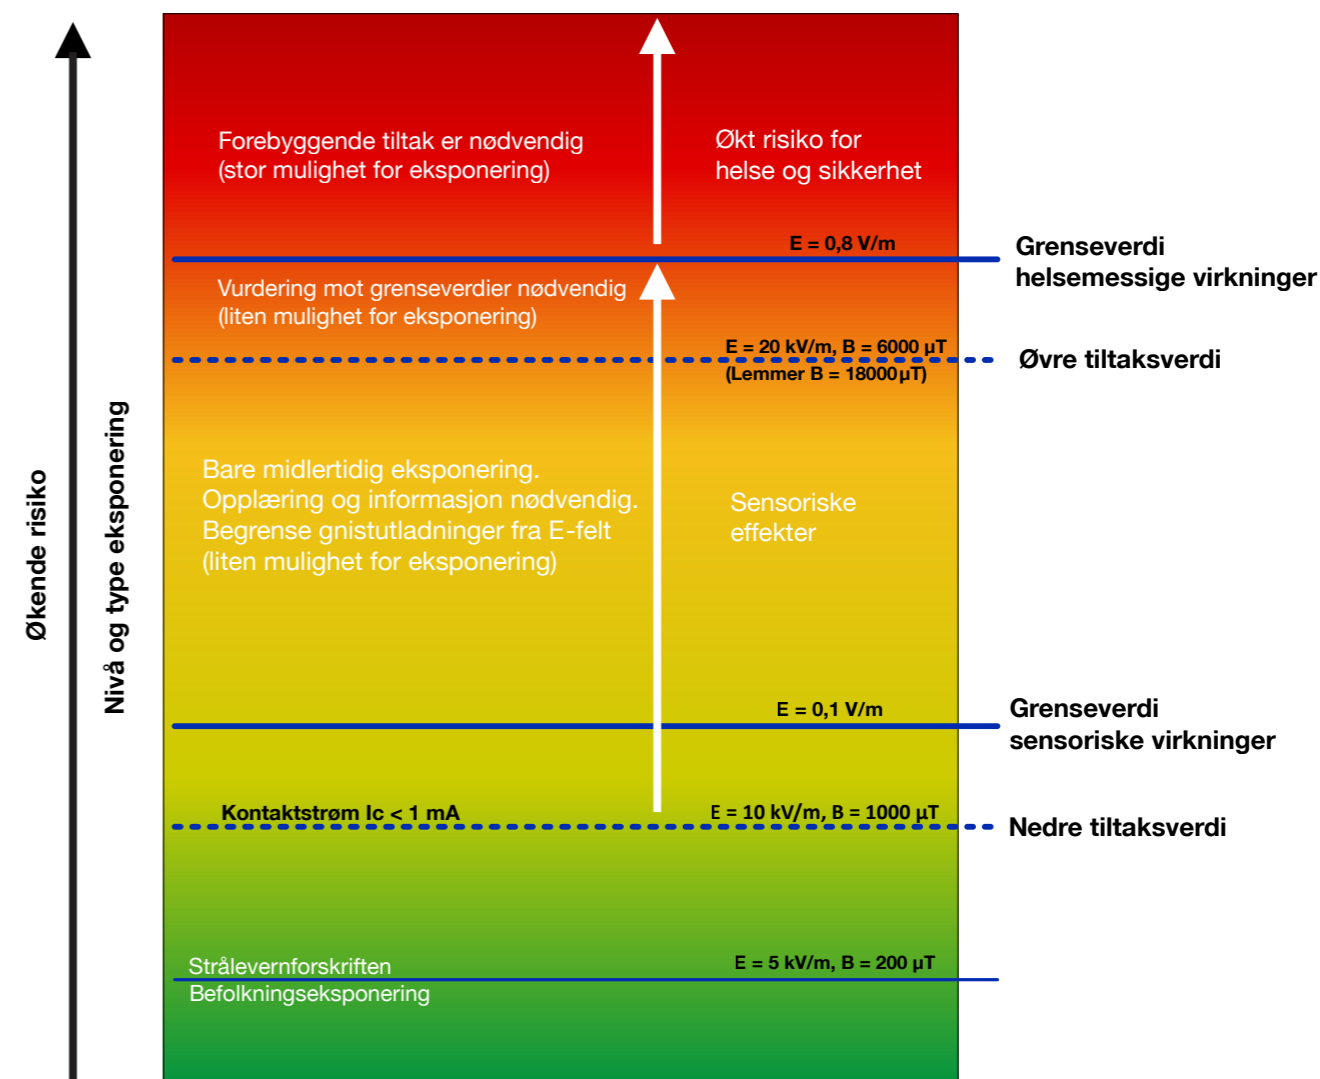 Økende risiko
Nivå og type eksponering
Forebyggende tiltak er nødvendig
(stor mulighet for eksponering)
Økt risiko for
helse og sikkerhet
E = 0,8 V/m
Grenseverdi
helsemessige virkninger
Vurdering mot grenseverdier nødvendig
(liten mulighet for eksponering)
E = 20 kV/m, B = 6000 µT
(Lemmer B = 18000µT)
Øvre tiltaksverdi
Bare midlertidig eksponering.
Opplæring og informasjon nødvendig.
Begrense gnistutladninger fra E-felt
(liten mulighet for eksponering)
Sensoriske
effekter
E = 0,1 V/m
Grenseverdi
sensoriske virkninger
Kontaktstrøm Ic < 1 mA
E = 10 kV/m, B = 1000 µT
Nedre tiltaksverdi
Strålevernforskriften
Befolkningseksponering
E = 5 kV/m, B = 200 µT